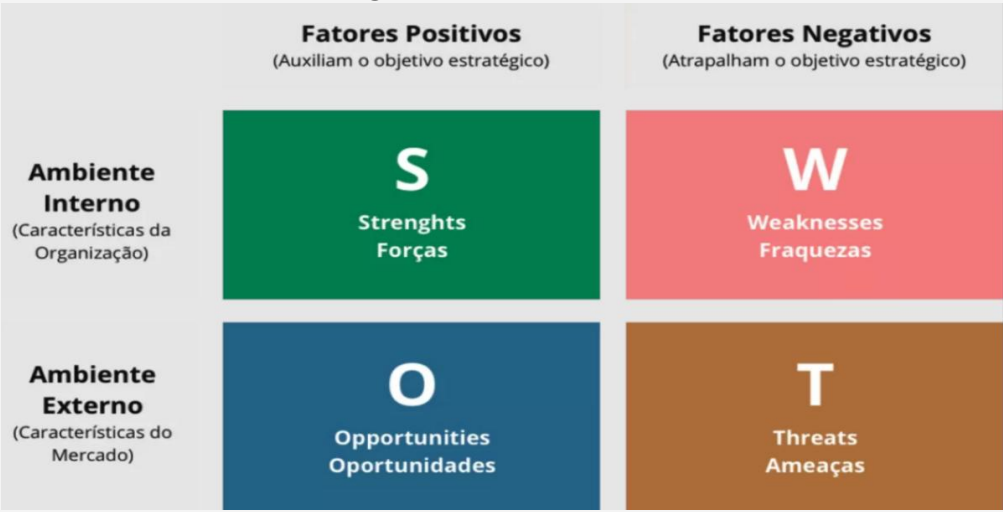 Fatores Positivos
(Auxiliam o objetivo estratégico)
Fatores Negativos
(Atrapalham o objetivo estratégico)
Ambiente
Interno
(Características da
Organização)
S
Strenghts
Forças
W
Weaknesses
Fraquezas
Ambiente
Externo
(Características do
Mercado)
O
Opportunities
Oportunidades
T
Threats
Ameaças